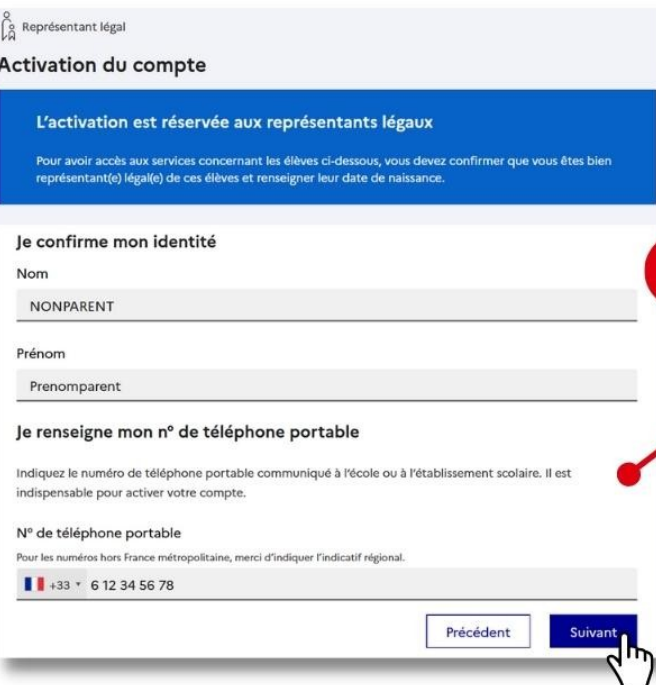 Représentant légal
Activation du compte
L'activation est réservée aux représentants légaux
Pour avoir accès aux services concernant les élèves ci-dessous, vous devez confirmer que vous êtes bien
représentant(e) légal(e) de ces élèves et renseigner leur date de naissance.
Je confirme mon identité
Nom
NONPARENT
Prénom
Prenomparent
Je renseigne mon n° de téléphone portable
Indiquez le numéro de téléphone portable communiqué à l'école ou à l'établissement scolaire. Il est
indispensable pour activer votre compte.
N° de téléphone portable
Pour les numéros hors France métropolitaine, merci d'indiquer l'indicatif régional.
+33 6 12 34 56 78
Précédent Suivant